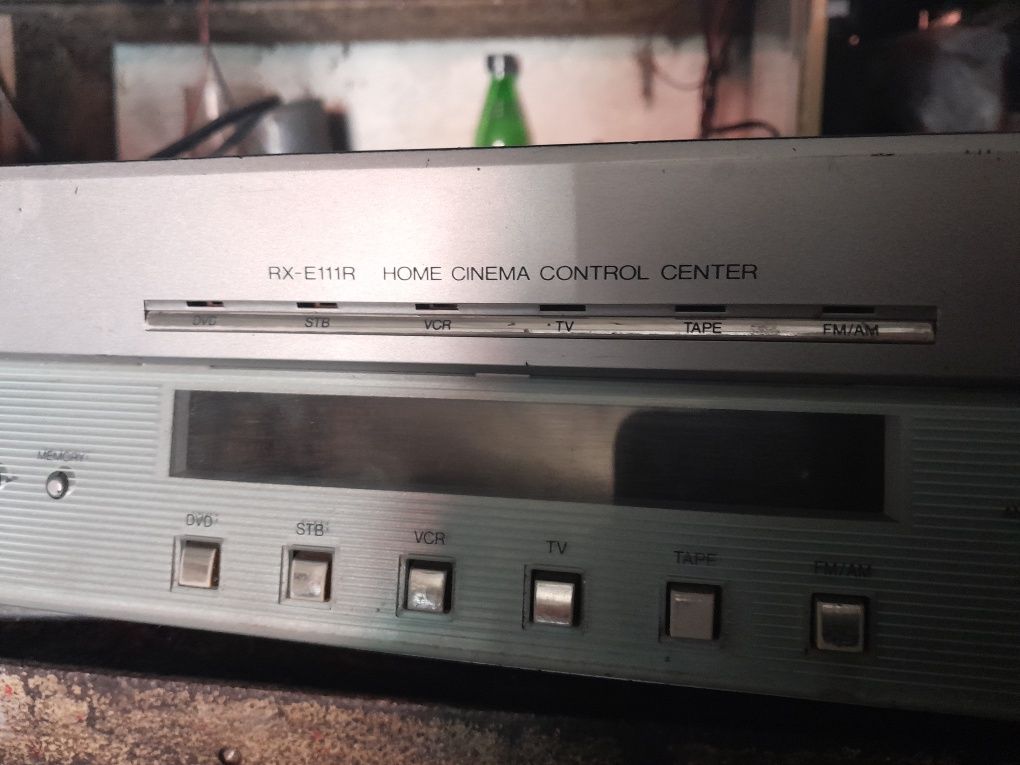 RX-E111R HOME CINEMA CONTROL CENTER
DVD STB VCR TV TAPE FM/AM
MEMORY
DVD STB VCR TV TAPE FM/AM